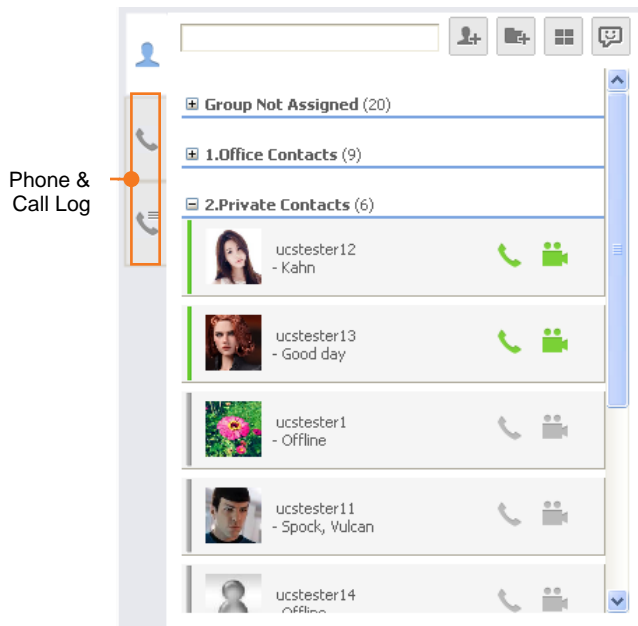 Group Not Assigned (20)
1.Office Contacts (9)
Phone &
Call Log
2.Private Contacts (6)
ucstester12
- Kahn
ucstester13
- Good day
ucstester1
- Offline
ucstester11
- Spock, Vulcan
ucstester14
- Offline